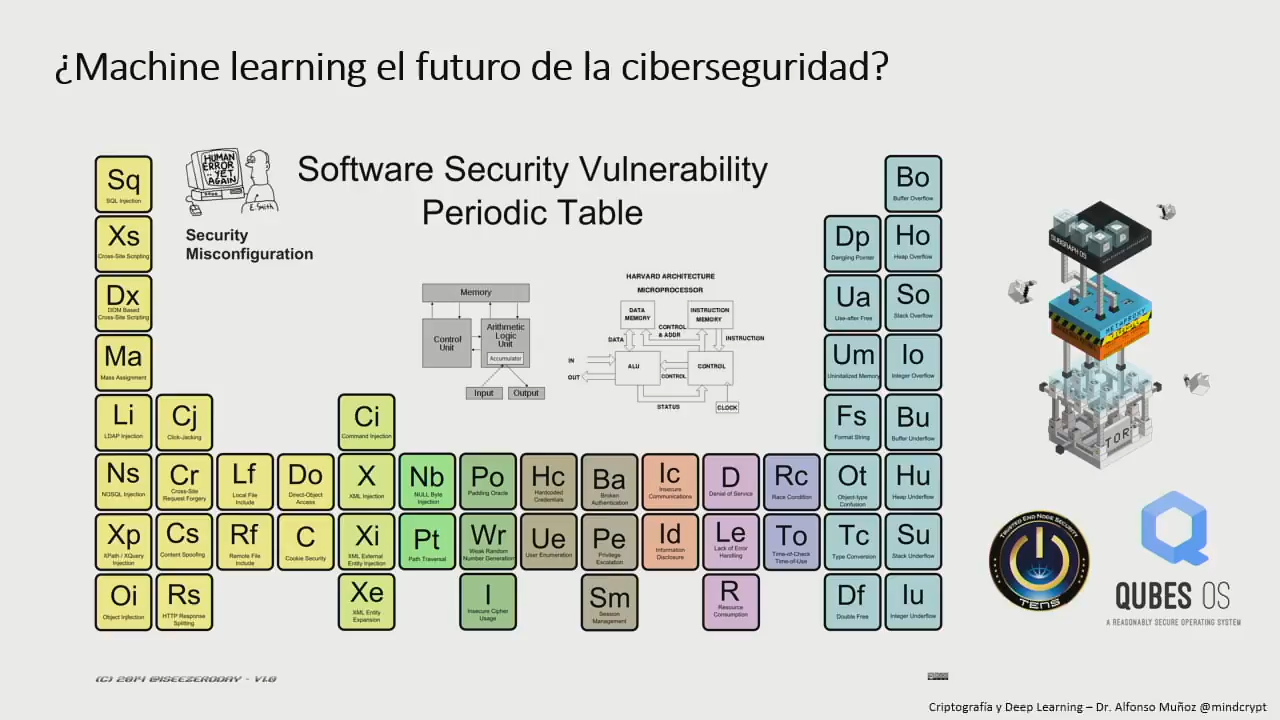 ¿Machine learning el futuro de la ciberseguridad?
Software Security Vulnerability
Periodic Table
HUMAN
ERROR
YET
AGAIN
E. Smith
Security
Misconfiguration
Memory
Control
Unit
Arithmetic
Logic
Unit
Accumulator
Input
Output
HARVARD ARCHITECTURE
MICROPROCESSOR
DATA
MEMORY
INSTRUCTION
MEMORY
CONTROL
& ADDR
DATA
INSTRUCTION
IN
OUT
ALU
CONTROL
CONTROL
STATUS
CLOCK
Sq
SQL Injection
Bo
Buffer Overflow
Xs
Cross-Site Scripting
Dp
Dangling Pointer
Ho
Heap Overflow
Dx
DOM Based
Cross-Site Scripting
Ua
Use-after Free
So
Stack Overflow
Ma
Mass Assignment
Um
Uninitialized Memory
Io
Integer Overflow
Li
LDAP Injection
Cj
Click-Jacking
Ci
Command Injection
Fs
Format String
Bu
Buffer Underflow
Ns
NOSQL Injection
Cr
Cross-Site
Request Forgery
Lf
Local File
Include
Do
Direct-Object
Access
X
XML Injection
Nb
NULL Byte
Injection
Po
Padding Oracle
Hc
Hardcoded
Credentials
Ba
Broken
Authentication
Ic
Insecure
Communications
D
Denial of Service
Rc
Race Condition
Ot
Object-type
Confusion
Hu
Heap Underflow
Xp
XPath / XQuery
Injection
Cs
Content Spoofing
Rf
Remote File
Include
C
Cookie Security
Xi
XML External
Entity Injection
Pt
Path Traversal
Wr
Weak Random
Number Generation
Ue
User Enumeration
Pe
Privilege
Escalation
Id
Information
Disclosure
Le
Lack of Error
Handling
To
Time-of-Check
Time-of-Use
Tc
Type Conversion
Su
Stack Underflow
Oi
Object Injection
Rs
HTTP Response
Splitting
Xe
XML Entity
Expansion
I
Insecure Cipher
Usage
Sm
Session
Management
R
Resource
Consumption
Df
Double Free
Iu
Integer Underflow
SUBGRAPH OS
TOR
TRUSTED END NODE SECURITY
TENS
QUBES OS
A REASONABLY SECURE OPERATING SYSTEM
(C) 2014 @ISEEZERODAY - V1.0
Criptografía y Deep Learning – Dr. Alfonso Muñoz @mindcrypt